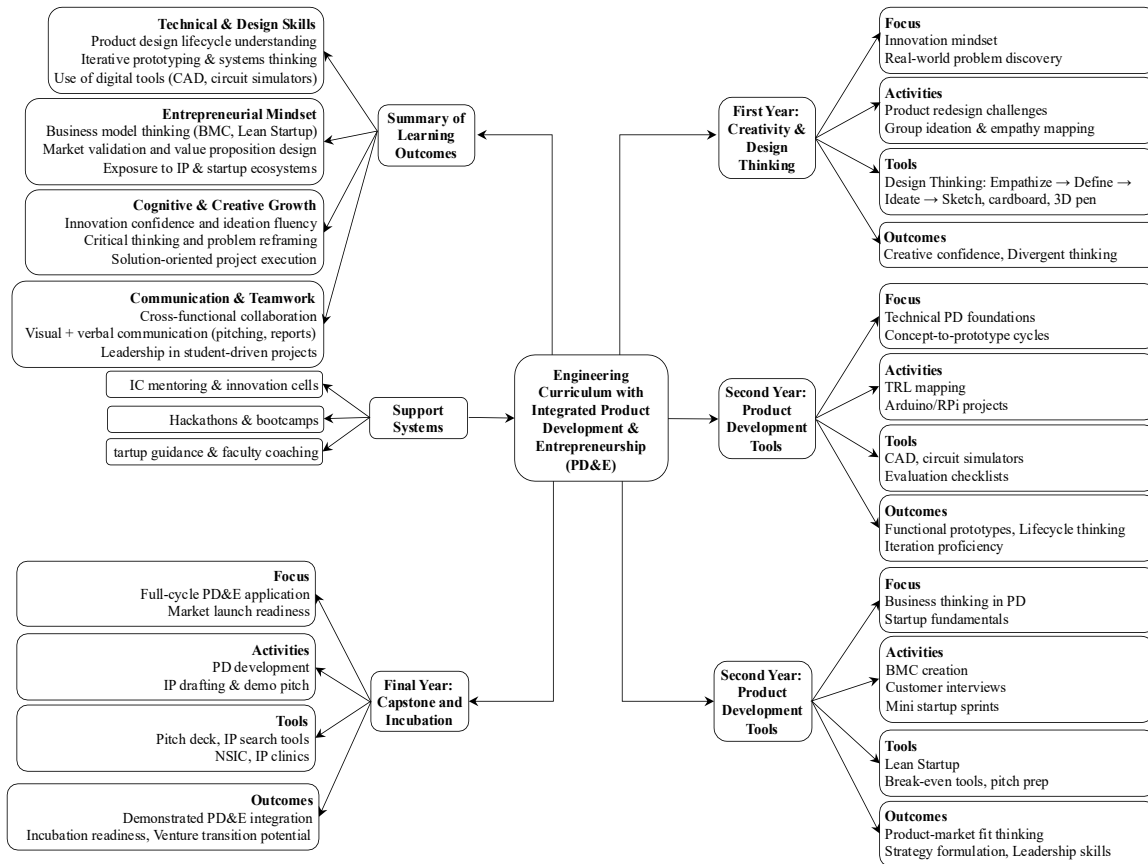 Technical & Design Skills
Product design lifecycle understanding
Iterative prototyping & systems thinking
Use of digital tools (CAD, circuit simulators)
Entrepreneurial Mindset
Business model thinking (BMC, Lean Startup)
Market validation and value proposition design
Exposure to IP & startup ecosystems
Cognitive & Creative Growth
Innovation confidence and ideation fluency
Critical thinking and problem reframing
Solution-oriented project execution
Communication & Teamwork
Cross-functional collaboration
Visual + verbal communication (pitching, reports)
Leadership in student-driven projects
Summary of
Learning
Outcomes
IC mentoring & innovation cells
Hackathons & bootcamps
tartup guidance & faculty coaching
Support
Systems
Focus
Full-cycle PD&E application
Market launch readiness
Activities
PD development
IP drafting & demo pitch
Tools
Pitch deck, IP search tools
NSIC, IP clinics
Outcomes
Demonstrated PD&E integration
Incubation readiness, Venture transition potential
Final Year:
Capstone and
Incubation
Engineering
Curriculum with
Integrated Product
Development &
Entrepreneurship
(PD&E)
First Year:
Creativity &
Design
Thinking
Focus
Innovation mindset
Real-world problem discovery
Activities
Product redesign challenges
Group ideation & empathy mapping
Tools
Design Thinking: Empathize → Define →
Ideate → Sketch, cardboard, 3D pen
Outcomes
Creative confidence, Divergent thinking
Second Year:
Product
Development
Tools
Focus
Technical PD foundations
Concept-to-prototype cycles
Activities
TRL mapping
Arduino/RPi projects
Tools
CAD, circuit simulators
Evaluation checklists
Outcomes
Functional prototypes, Lifecycle thinking
Iteration proficiency
Second Year:
Product
Development
Tools
Focus
Business thinking in PD
Startup fundamentals
Activities
BMC creation
Customer interviews
Mini startup sprints
Tools
Lean Startup
Break-even tools, pitch prep
Outcomes
Product-market fit thinking
Strategy formulation, Leadership skills